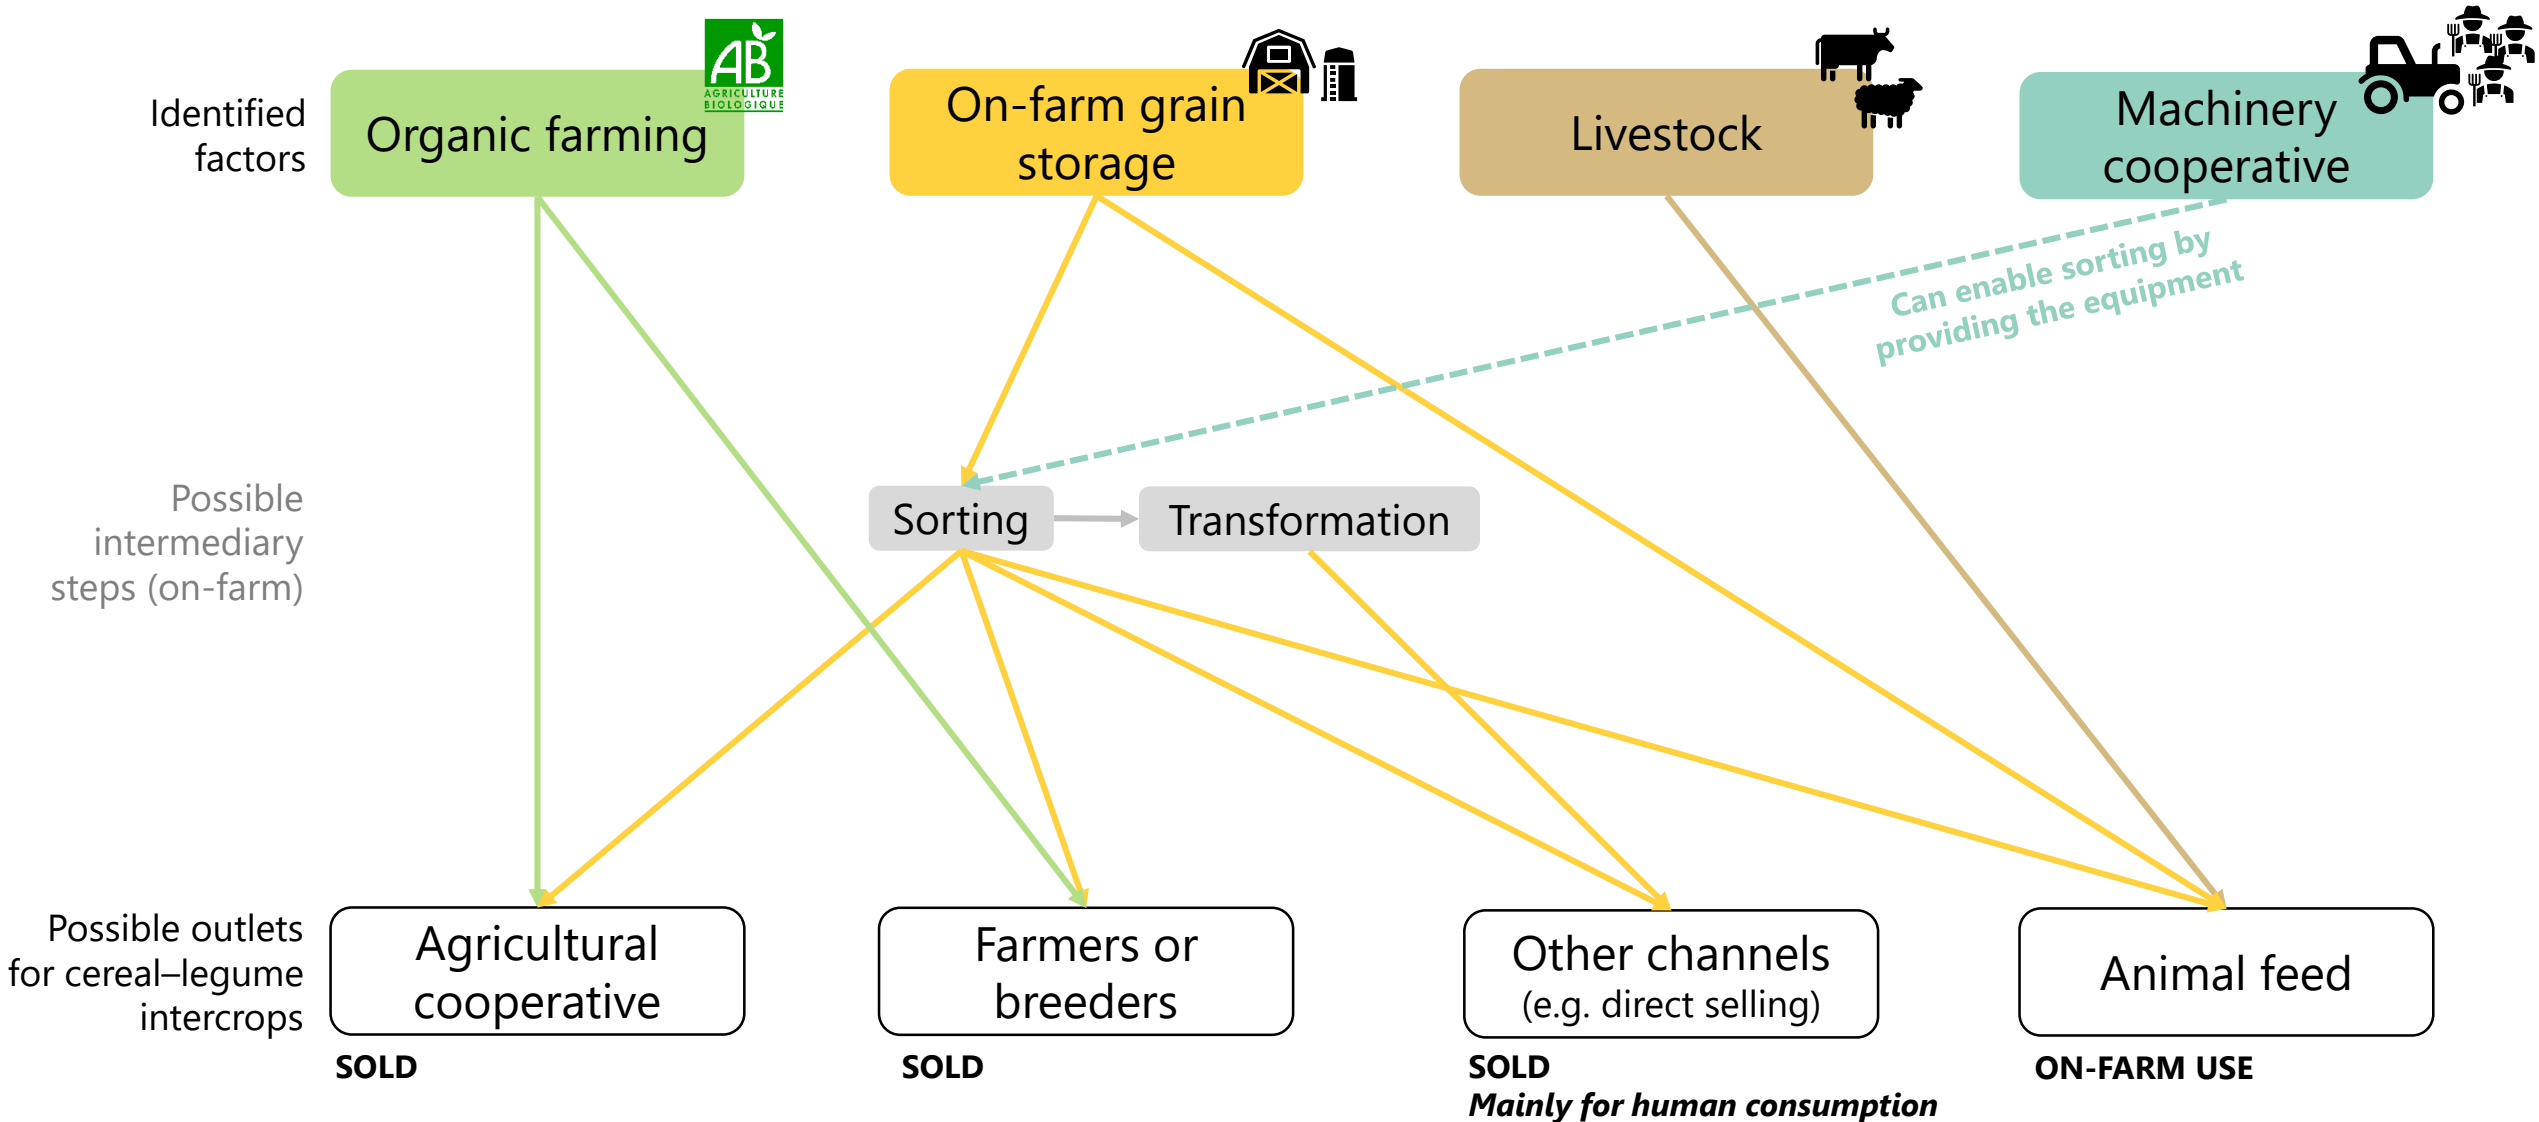 Identified
factors
Organic farming
AB
AGRICULTURE
BIOLOGIQUE
On-farm grain
storage
Livestock
Machinery
cooperative
Can enable sorting by
providing the equipment
Possible
intermediary
steps (on-farm)
Sorting
Transformation
Possible outlets
for cereal–legume
intercrops
Agricultural
cooperative
SOLD
Farmers or
breeders
SOLD
Other channels
(e.g. direct selling)
SOLD
Mainly for human consumption
Animal feed
ON-FARM USE